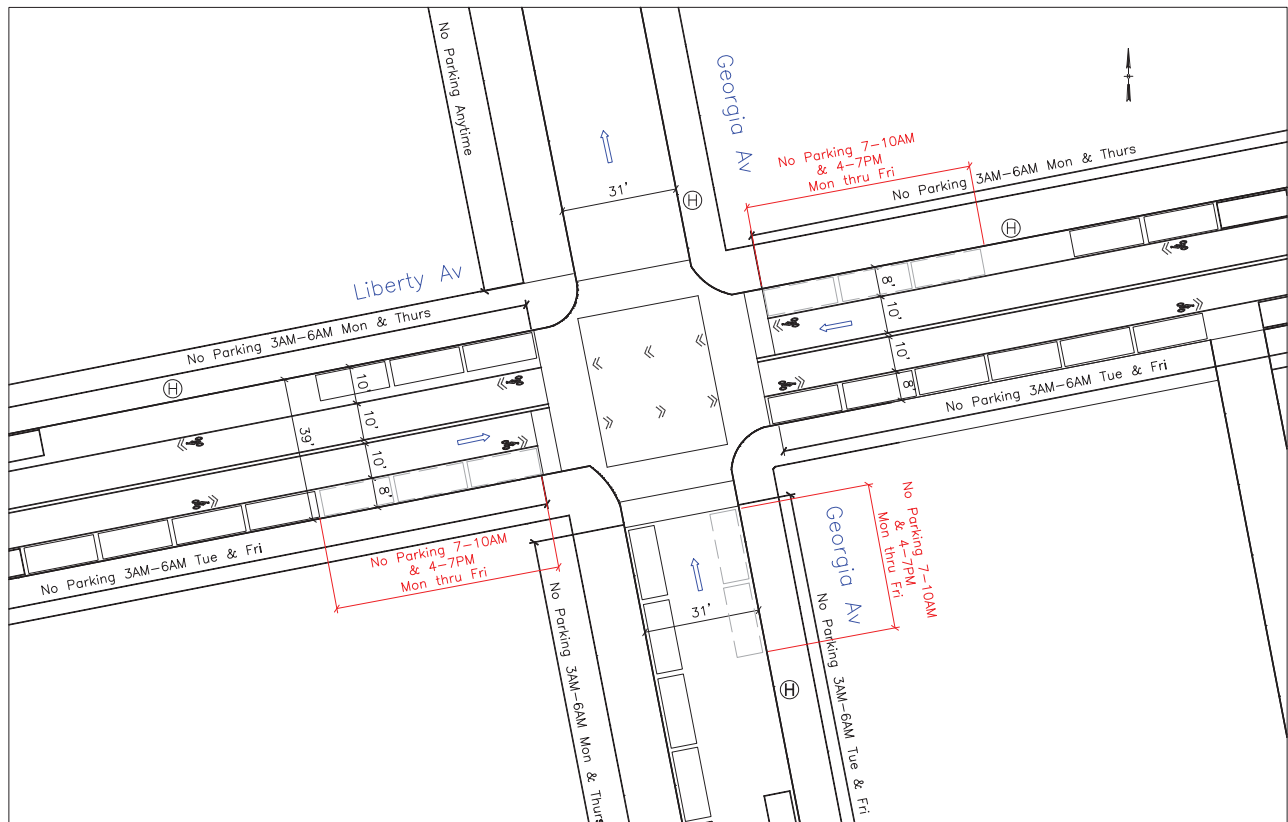 No Parking Anytime
Georgia Av
No Parking 7-10AM
& 4-7PM
Mon thru Fri
No Parking 3AM-6AM Mon & Thurs
31'
H
H
Liberty Av
No Parking 3AM-6AM Mon & Thurs
H
8'
10'
10'
8'
10'
10'
10'
8'
39'
No Parking 3AM-6AM Tue & Fri
No Parking 3AM-6AM Tue & Fri
No Parking 7-10AM
& 4-7PM
Mon thru Fri
No Parking 7-10AM
& 4-7PM
Mon thru Fri
Georgia Av
31'
H
No Parking 3AM-6AM Mon & Thurs
No Parking 3AM-6AM Tue & Fri